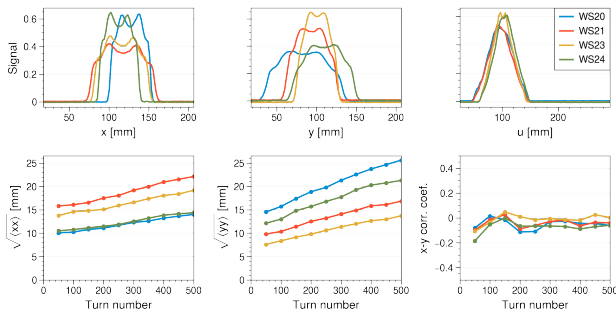 0.6
0.4
0.2
0
Signal
50 100 150 200
x [mm]
50 100 150 200
y [mm]
100 200
u [mm]
WS20
WS21
WS23
WS24
25
20
15
10
5
0
√⟨xx⟩ [mm]
0 100 200 300 400 500
Turn number
25
20
15
10
5
0
√⟨yy⟩ [mm]
0 100 200 300 400 500
Turn number
0.4
0.2
0
−0.2
−0.4
x-y corr. coef.
0 100 200 300 400 500
Turn number